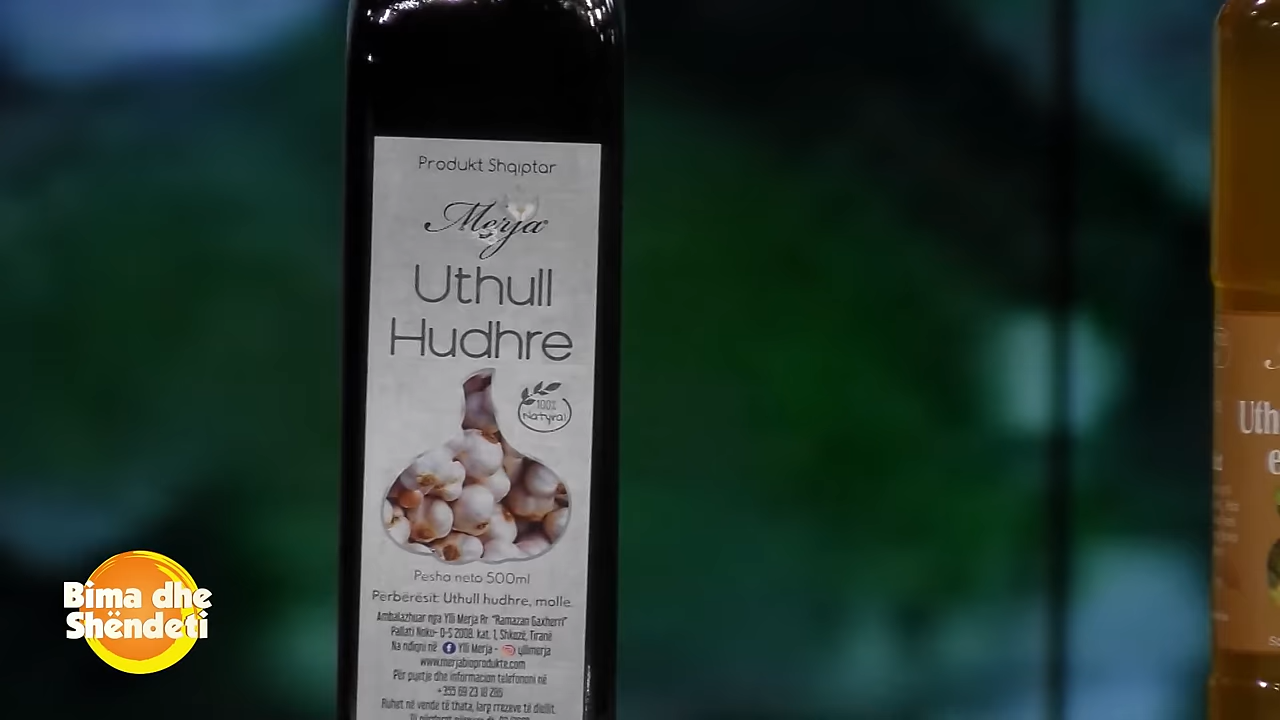 Produkt Shqiptar
Merja
Uthull
Hudhre
100%
Natyral
Pesha neto 500ml
Përbërësit: Uthull hudhre, molle
Ambalazhuar nga Ylli Merja Rr "Ramazan Gaxherri"
Pallati Noku- D-5 2008. kat. 1, Shkozë, Tiranë
Na ndiqni në Ylli Merja - yllimerja
www.merjabioprodukte.com
Për pyetje dhe informacion telefononi në
+355 69 23 18 286
Ruhet në vende të thata, larg rrezeve të diellit.
Uth
e
Bima dhe
Shëndeti